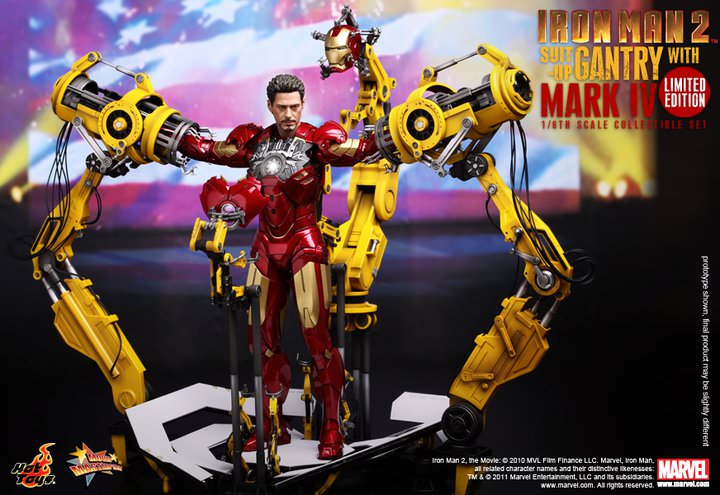 IRON MAN 2
SUIT-UP GANTRY WITH
MARK IV
LIMITED EDITION
1/6TH SCALE COLLECTIBLE SET
prototype shown, final product may be slightly different
Hot Toys
Iron Man 2, the Movie: © 2010 MVL Film Finance LLC. Marvel, Iron Man,
all related character names and their distinctive likenesses:
TM & © 2011 Marvel Entertainment, LLC and its subsidiaries.
www.marvel.com. All rights reserved.
MARVEL
www.marvel.com